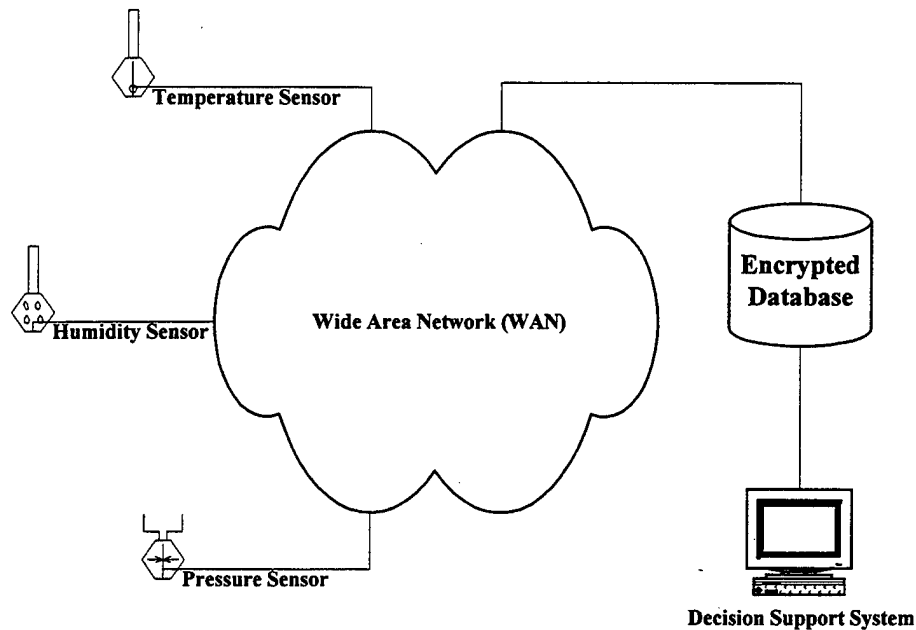 Temperature Sensor
Encrypted
Database
Humidity Sensor
Wide Area Network (WAN)
Pressure Sensor
Decision Support System